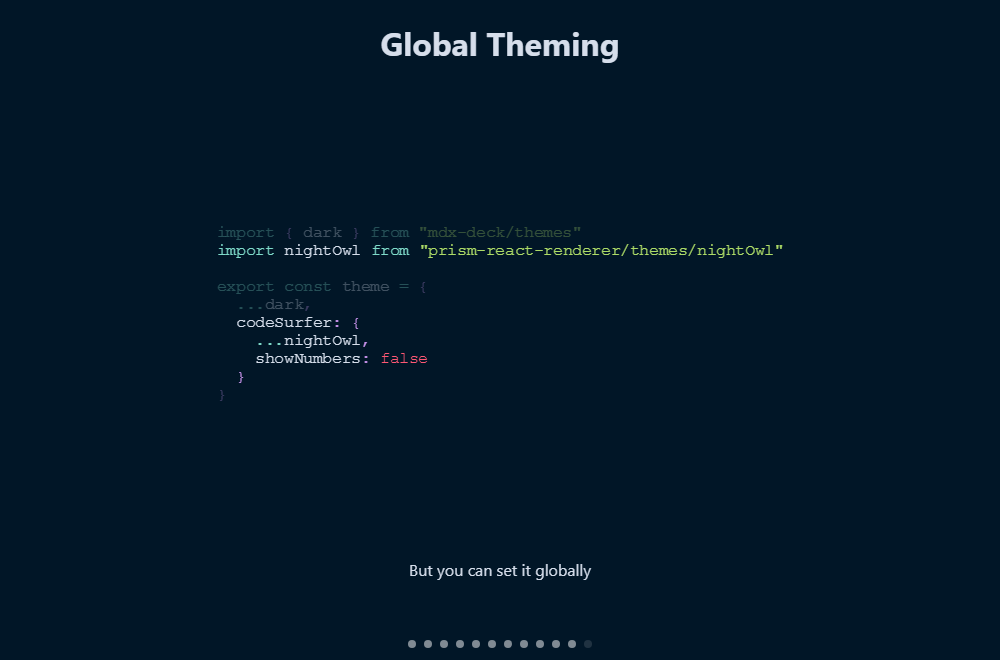 Global Theming
import { dark } from "mdx-deck/themes"
import nightOwl from "prism-react-renderer/themes/nightOwl"
export const theme = {
  ...dark,
  codeSurfer: {
    ...nightOwl,
    showNumbers: false
  }
}
But you can set it globally